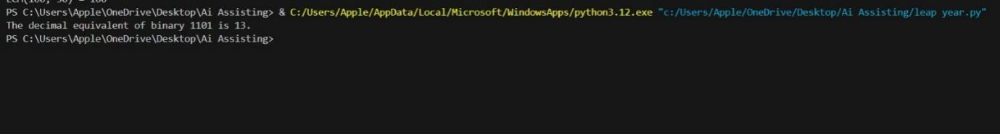 PS C:\Users\Apple\OneDrive\Desktop\Ai Assisting> & C:/Users/Apple/AppData/Local/Microsoft/WindowsApps/python3.12.exe "c:/Users/Apple/OneDrive/Desktop/Ai Assisting/leap year.py"
The decimal equivalent of binary 1101 is 13.
PS C:\Users\Apple\OneDrive\Desktop\Ai Assisting>